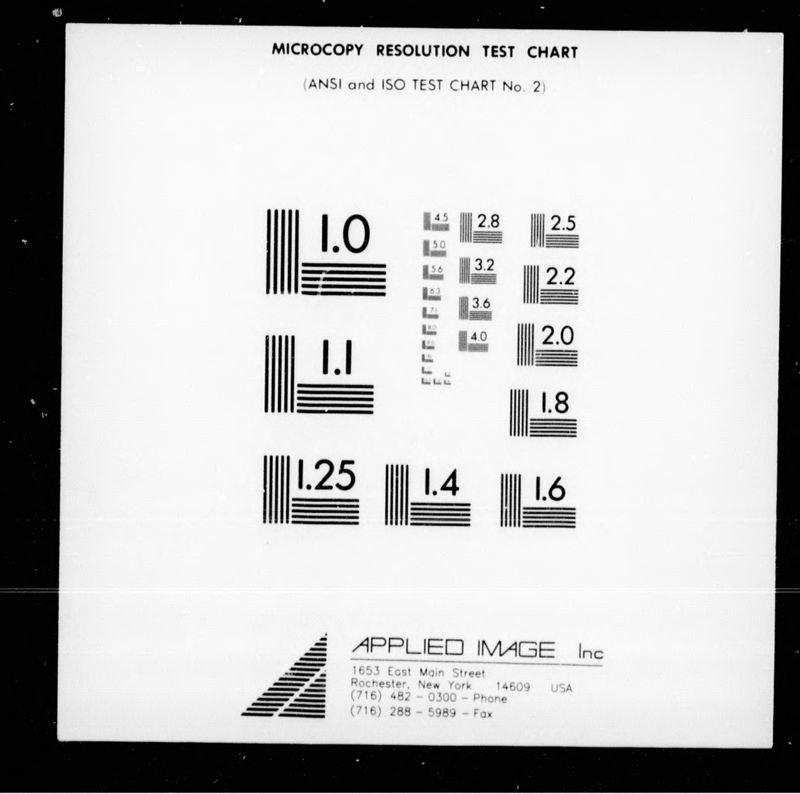 MICROCOPY RESOLUTION TEST CHART
(ANSI and ISO TEST CHART No. 2)
1.0
4.5 2.8 2.5
5.0
5.6 3.2 2.2
6.3
7.1 3.6
1.1 4.0 2.0
1.8
1.25 1.4 1.6
APPLIED IMAGE Inc
1653 East Main Street
Rochester, New York 14609 USA
(716) 482 - 0300 - Phone
(716) 288 - 5989 - Fax